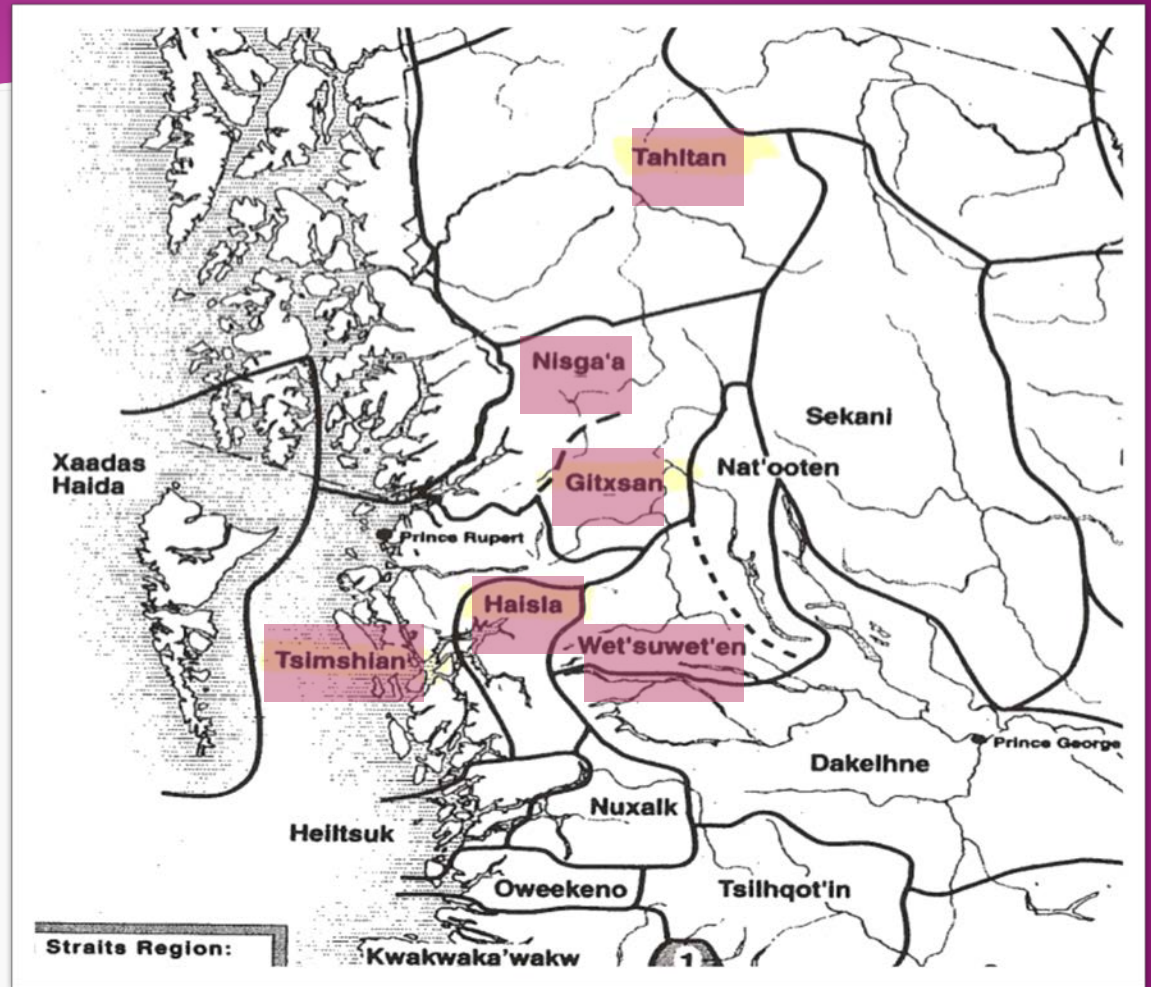 Tahltan
Nisga'a
Sekani
Xaadas
Haida
Nat'ooten
Gitxsan
Prince Rupert
Haisla
Wet'suwet'en
Tsimshian
Prince George
Dakelhne
Nuxalk
Heiltsuk
Oweekeno
Tsilhqot'in
Straits Region:
Kwakwaka'wakw
1